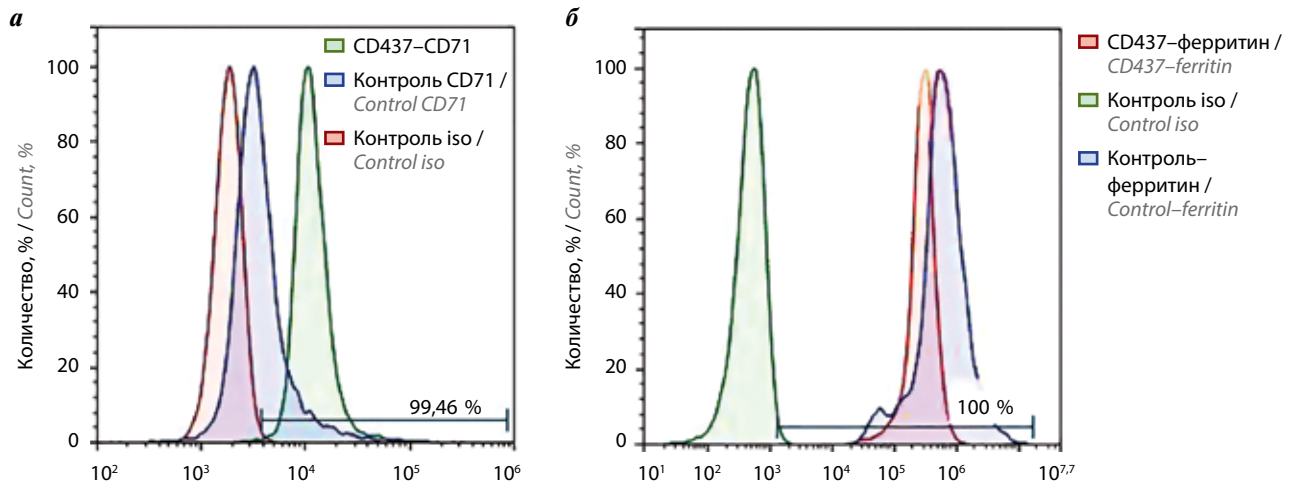 а
100
80
60
40
20
0
Количество, % / Count, %
CD437–CD71
Контроль CD71 /
Control CD71
Контроль iso /
Control iso
99,46 %
10²
10³
10⁴
10⁵
10⁶
б
100
80
60
40
20
0
Количество, % / Count, %
100 %
10¹
10²
10³
10⁴
10⁵
10⁶
10⁷,⁷
CD437–ферритин /
CD437–ferritin
Контроль iso /
Control iso
Контроль–
ферритин /
Control–ferritin